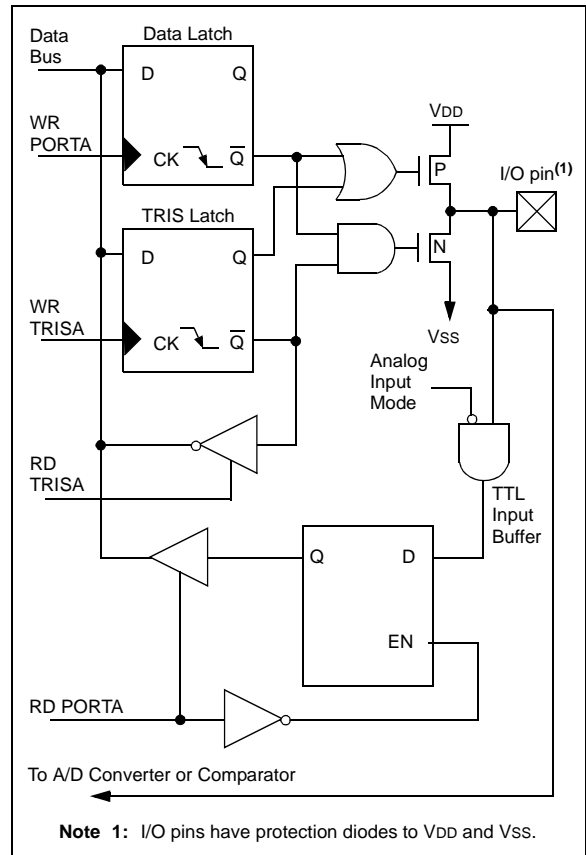 Data
Bus
Data Latch
D
Q
WR
PORTA
CK
Q
VDD
P
I/O pin(1)
TRIS Latch
D
Q
N
WR
TRISA
CK
Q
VSS
Analog
Input
Mode
RD
TRISA
TTL
Input
Buffer
Q
D
EN
RD PORTA
To A/D Converter or Comparator
Note 1: I/O pins have protection diodes to VDD and VSS.